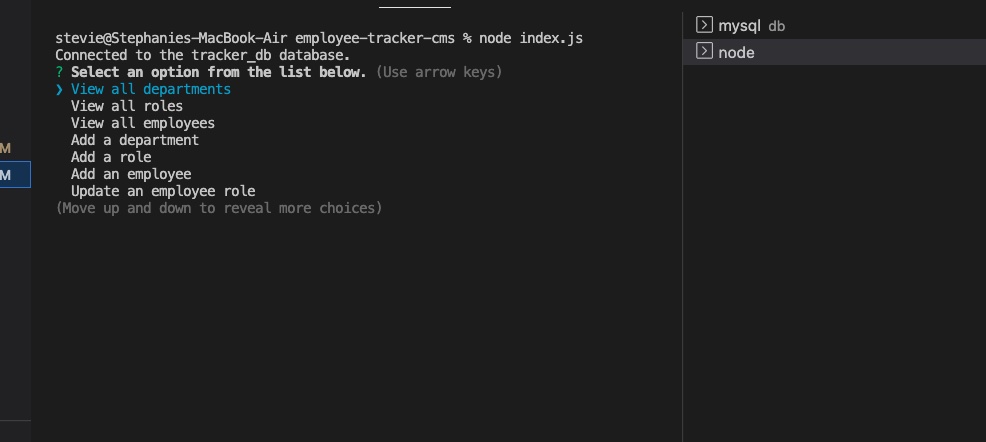 stevie@Stephanies-MacBook-Air employee-tracker-cms % node index.js
Connected to the tracker_db database.
? Select an option from the list below. (Use arrow keys)
❯ View all departments
View all roles
View all employees
Add a department
Add a role
Add an employee
Update an employee role
(Move up and down to reveal more choices)
mysql db
node
M
M